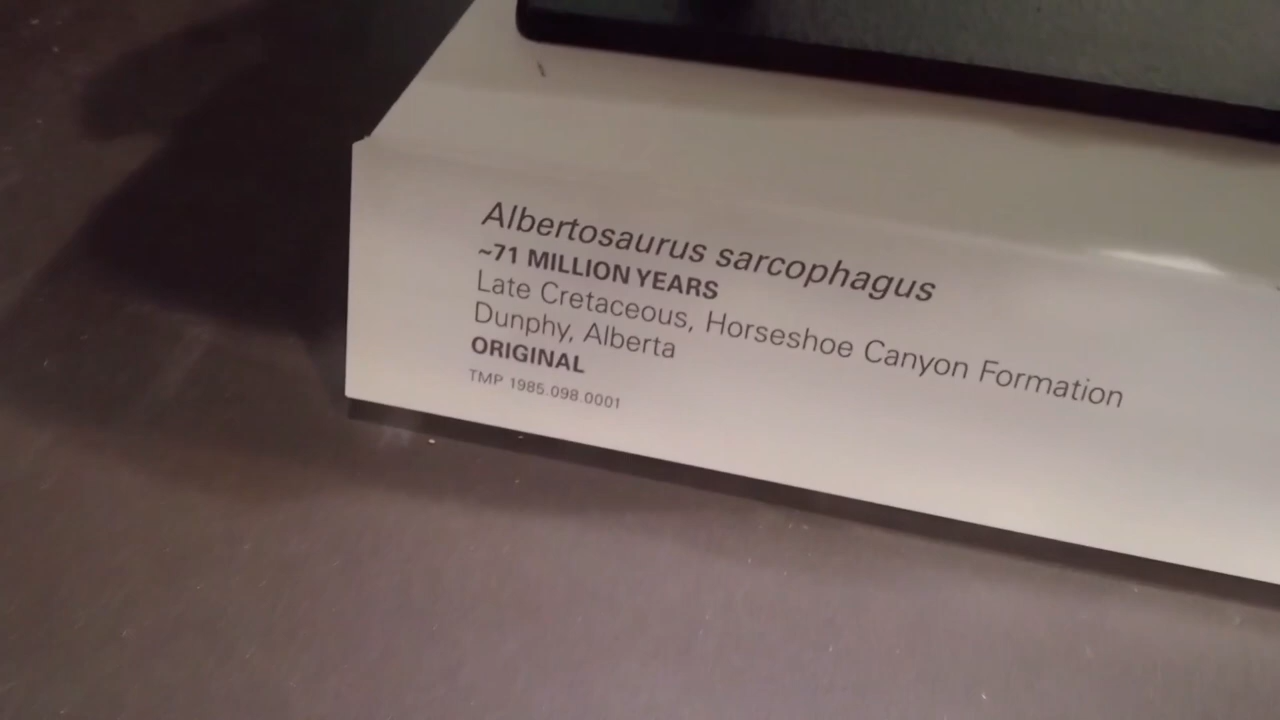 Albertosaurus sarcophagus
~71 MILLION YEARS
Late Cretaceous, Horseshoe Canyon Formation
Dunphy, Alberta
ORIGINAL
TMP 1985.098.0001